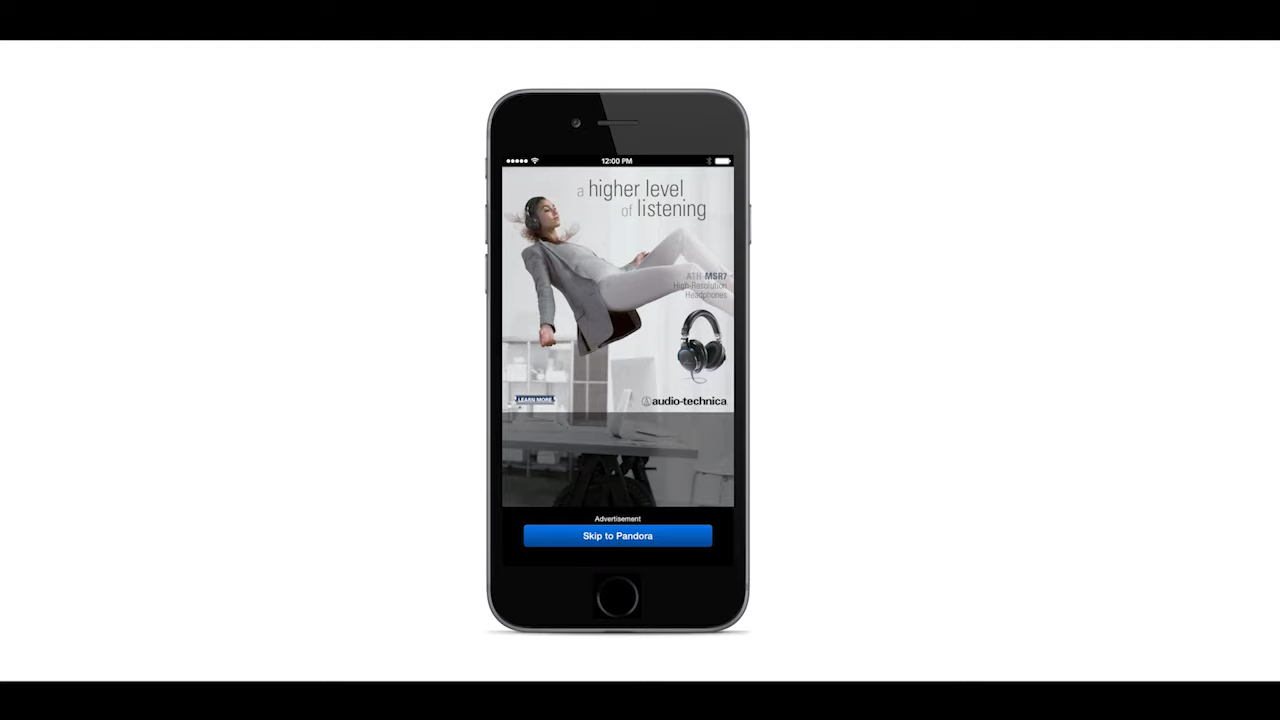 12:00 PM
a higher level
of listening
ATH-MSR7
High-Resolution
Headphones
LEARN MORE
audio-technica
Advertisement
Skip to Pandora